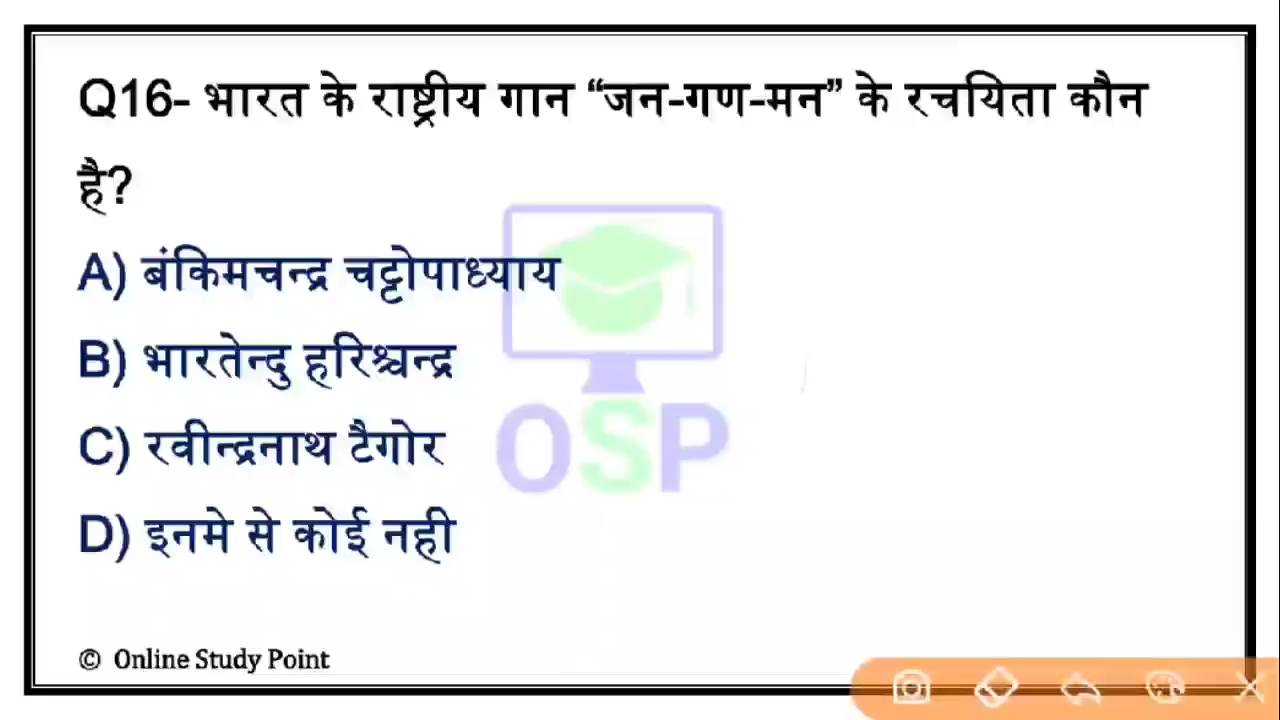 Q16- भारत के राष्ट्रीय गान “जन-गण-मन” के रचयिता कौन
है?
A) बंकिमचन्द्र चट्टोपाध्याय
B) भारतेन्दु हरिश्चन्द्र
C) रवीन्द्रनाथ टैगोर
D) इनमे से कोई नही
OSP
© Online Study Point